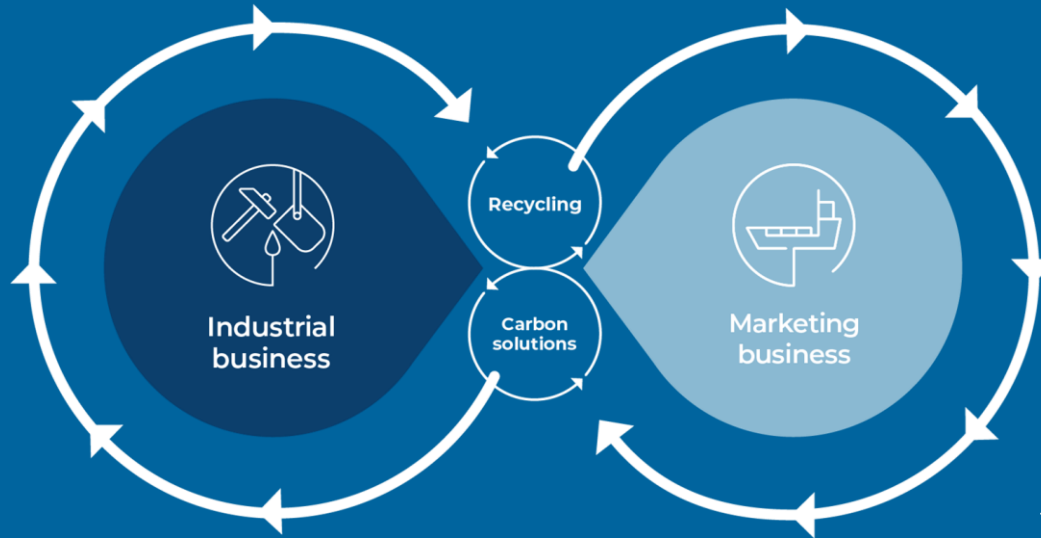 Recycling
Carbon
solutions
Industrial
business
Marketing
business